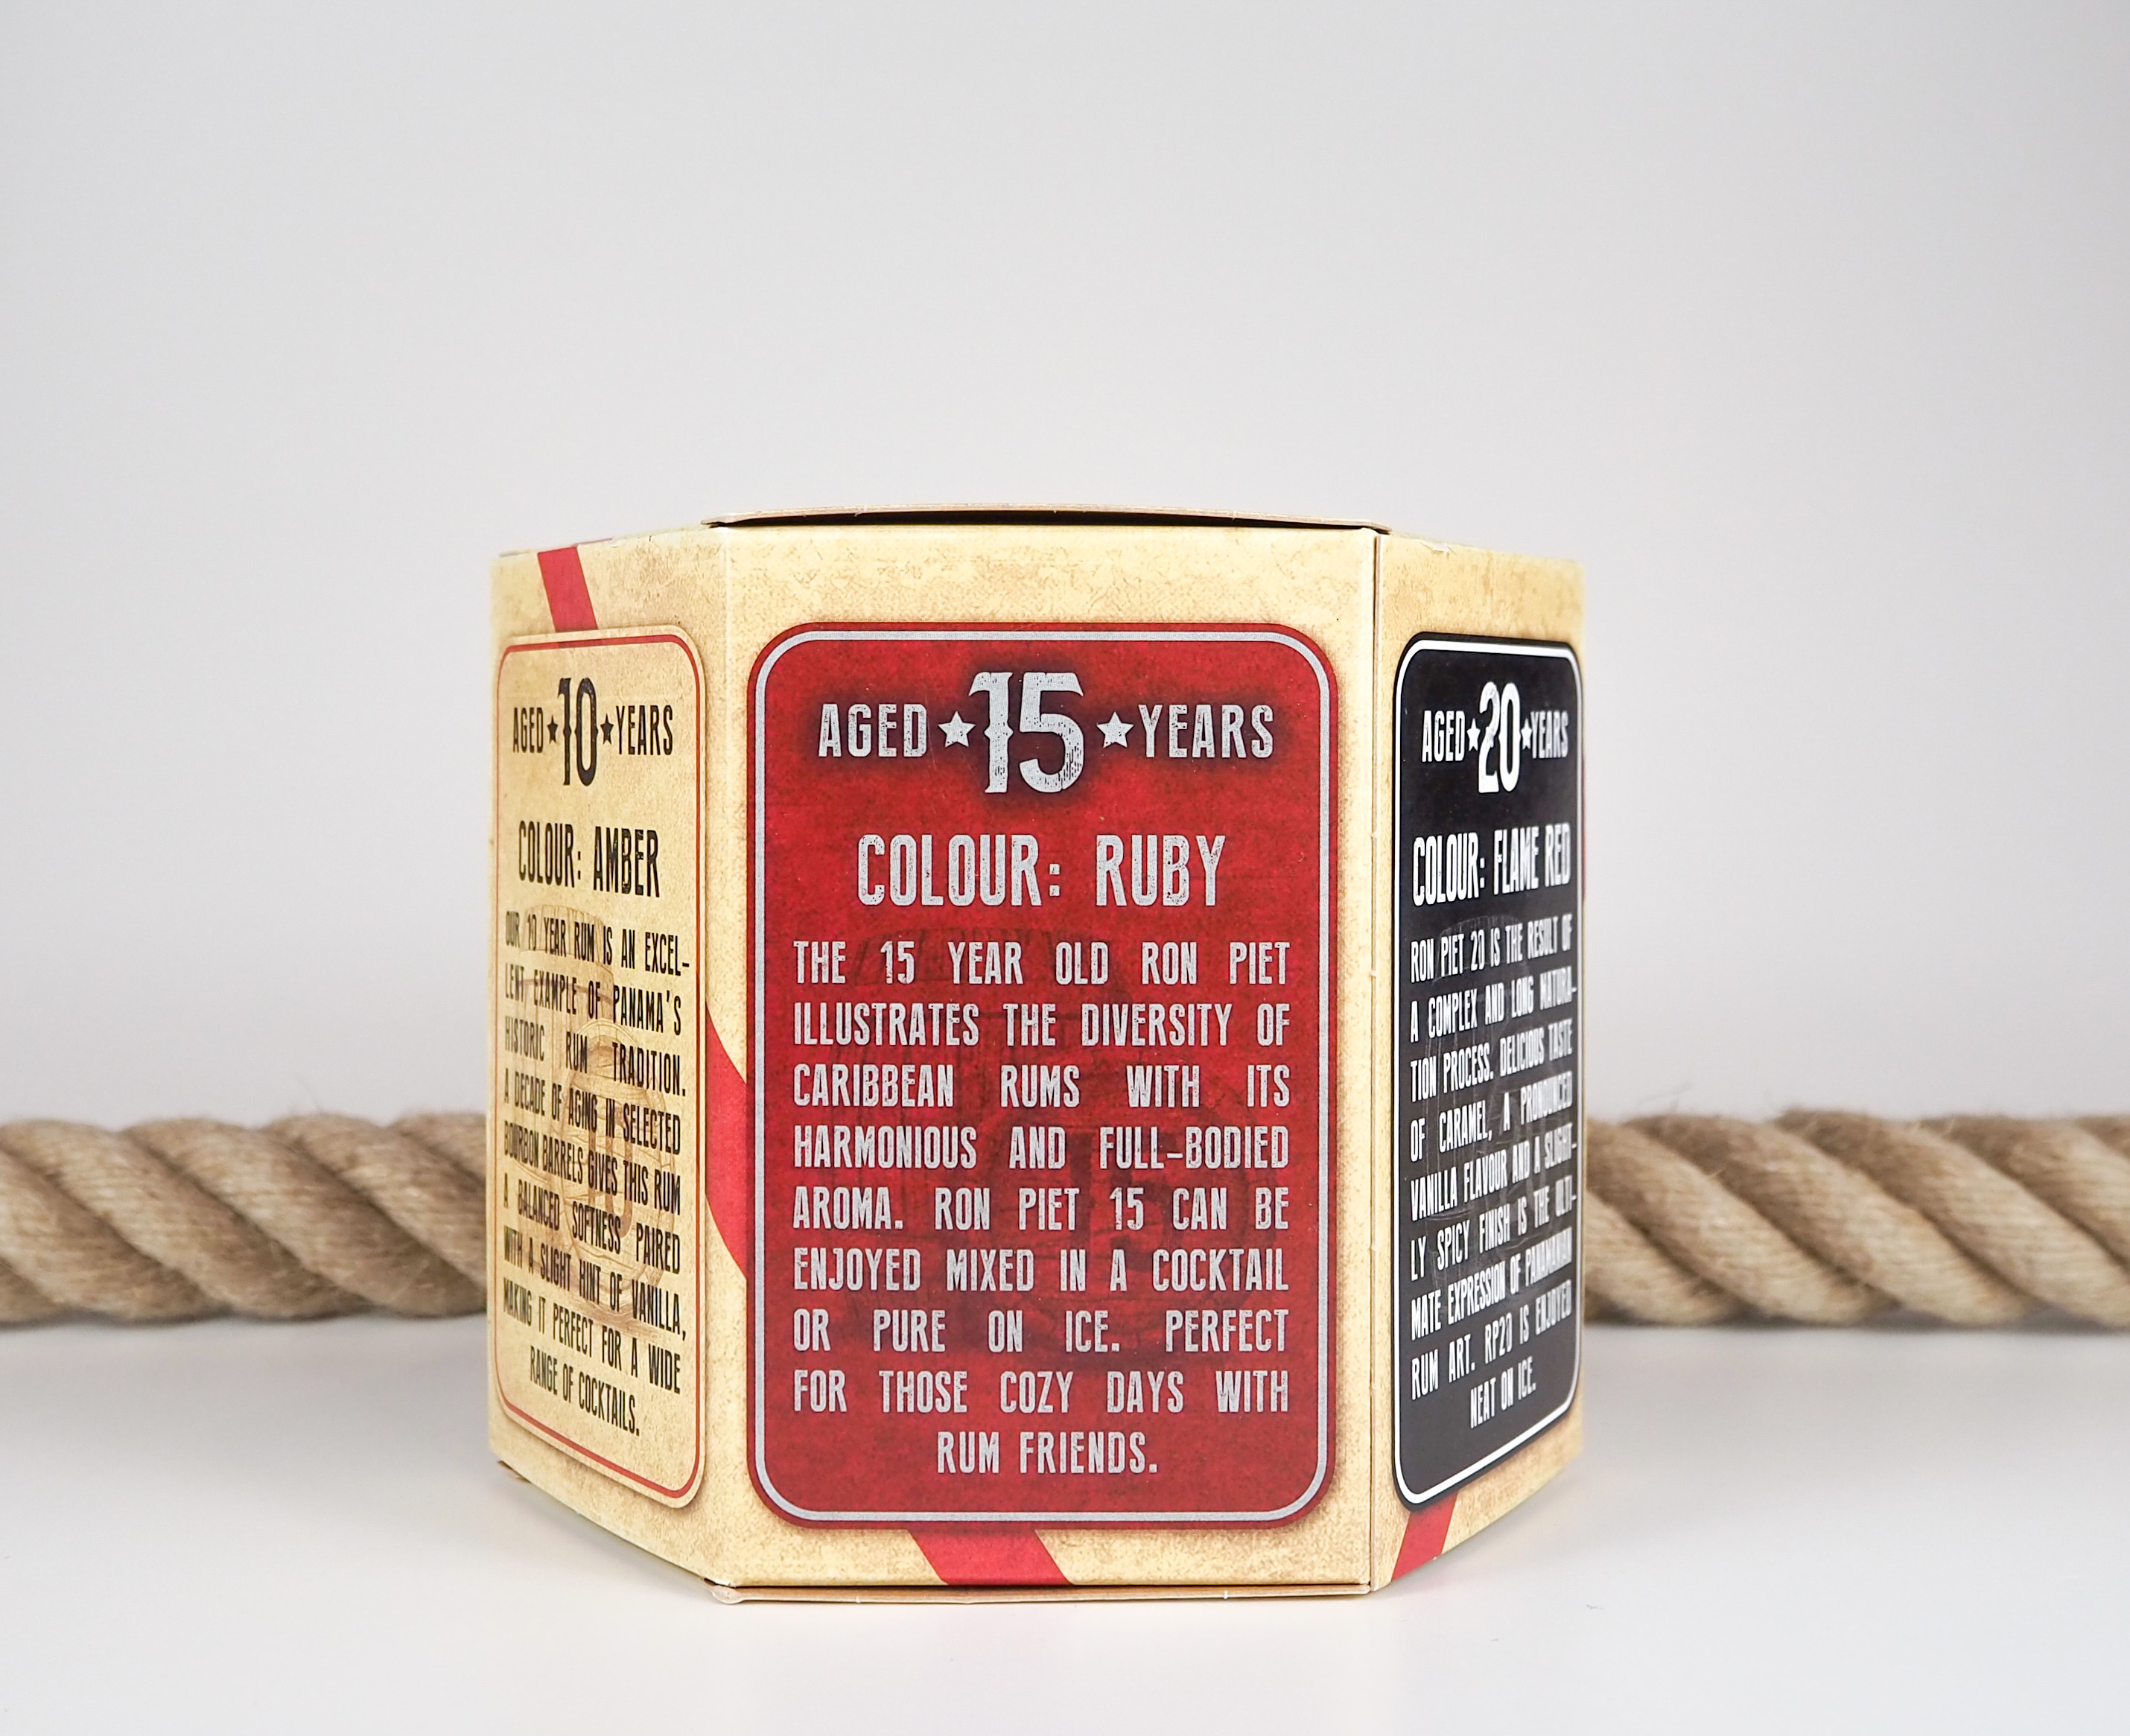 AGED ★ 10 ★ YEARS
COLOUR: AMBER
OUR 10 YEAR RUM IS AN EXCEL-
LENT EXAMPLE OF PANAMA'S
HISTORIC RUM TRADITION.
A DECADE OF AGING IN SELECTED
BOURBON BARRELS GIVES THIS RUM
A BALANCED SOFTNESS PAIRED
WITH A SLIGHT HINT OF VANILLA,
MAKING IT PERFECT FOR A WIDE
RANGE OF COCKTAILS.
AGED ★ 15 ★ YEARS
COLOUR: RUBY
THE 15 YEAR OLD RON PIET
ILLUSTRATES THE DIVERSITY OF
CARIBBEAN RUMS WITH ITS
HARMONIOUS AND FULL-BODIED
AROMA. RON PIET 15 CAN BE
ENJOYED MIXED IN A COCKTAIL
OR PURE ON ICE. PERFECT
FOR THOSE COZY DAYS WITH
RUM FRIENDS.
AGED ★ 20 ★ YEARS
COLOUR: FLAME RED
RON PIET 20 IS THE RESULT OF
A COMPLEX AND LONG MATURA-
TION PROCESS. DELICIOUS TASTE
OF CARAMEL, A PRONOUNCED
VANILLA FLAVOUR AND A SLIGHT-
LY SPICY FINISH IS THE ULTI-
MATE EXPRESSION OF PANAMANIAN
RUM ART. RP20 IS ENJOYED
NEAT ON ICE.